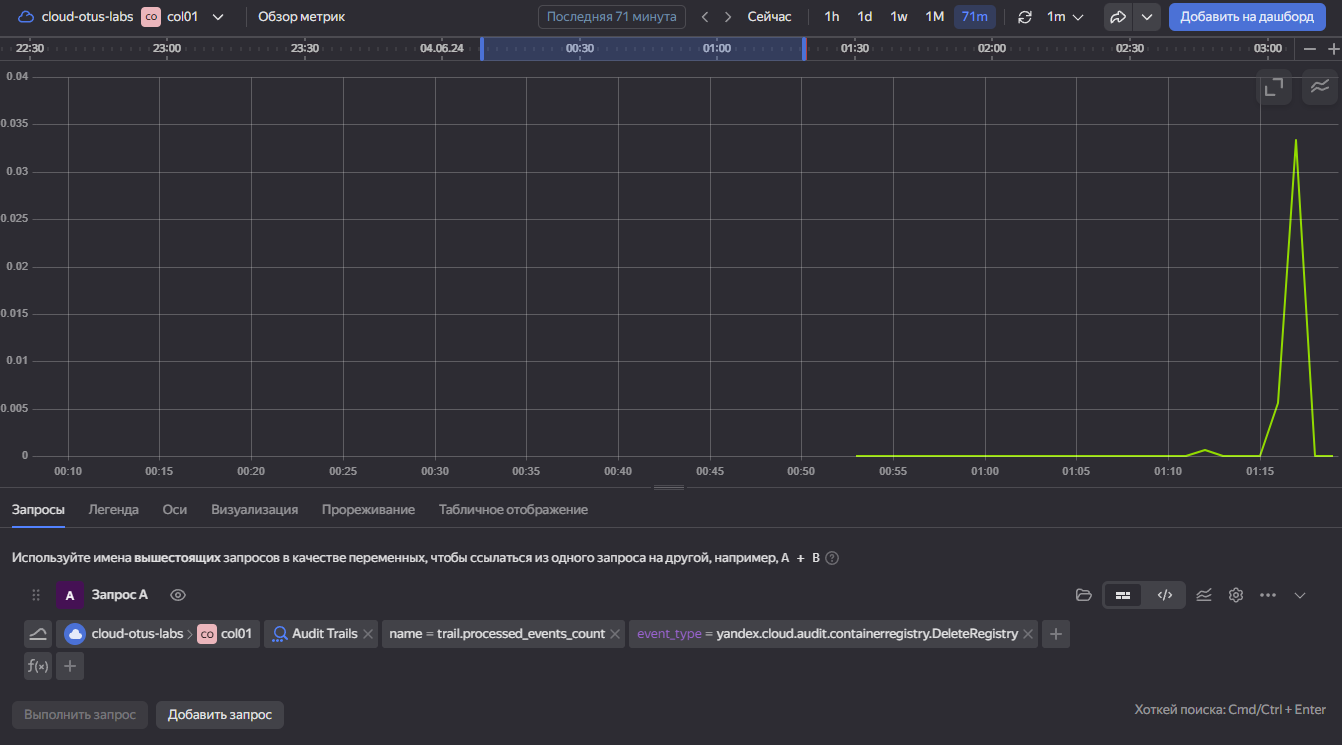 cloud-otus-labs co col01 Обзор метрик Последняя 71 минута Сейчас 1h 1d 1w 1M 71m 1m Добавить на дашборд
22:30 23:00 23:30 04.06.24 00:30 01:00 01:30 02:00 02:30 03:00
0.04
0.035
0.03
0.025
0.02
0.015
0.01
0.005
0
00:10 00:15 00:20 00:25 00:30 00:35 00:40 00:45 00:50 00:55 01:00 01:05 01:10 01:15
Запросы Легенда Оси Визуализация Прореживание Табличное отображение
Используйте имена вышестоящих запросов в качестве переменных, чтобы ссылаться из одного запроса на другой, например, A + B ?
A Запрос A </>
cloud-otus-labs > co col01 Audit Trails × name = trail.processed_events_count × event_type = yandex.cloud.audit.containerregistry.DeleteRegistry × +
f(x) +
Выполнить запрос Добавить запрос Хоткей поиска: Cmd/Ctrl + Enter